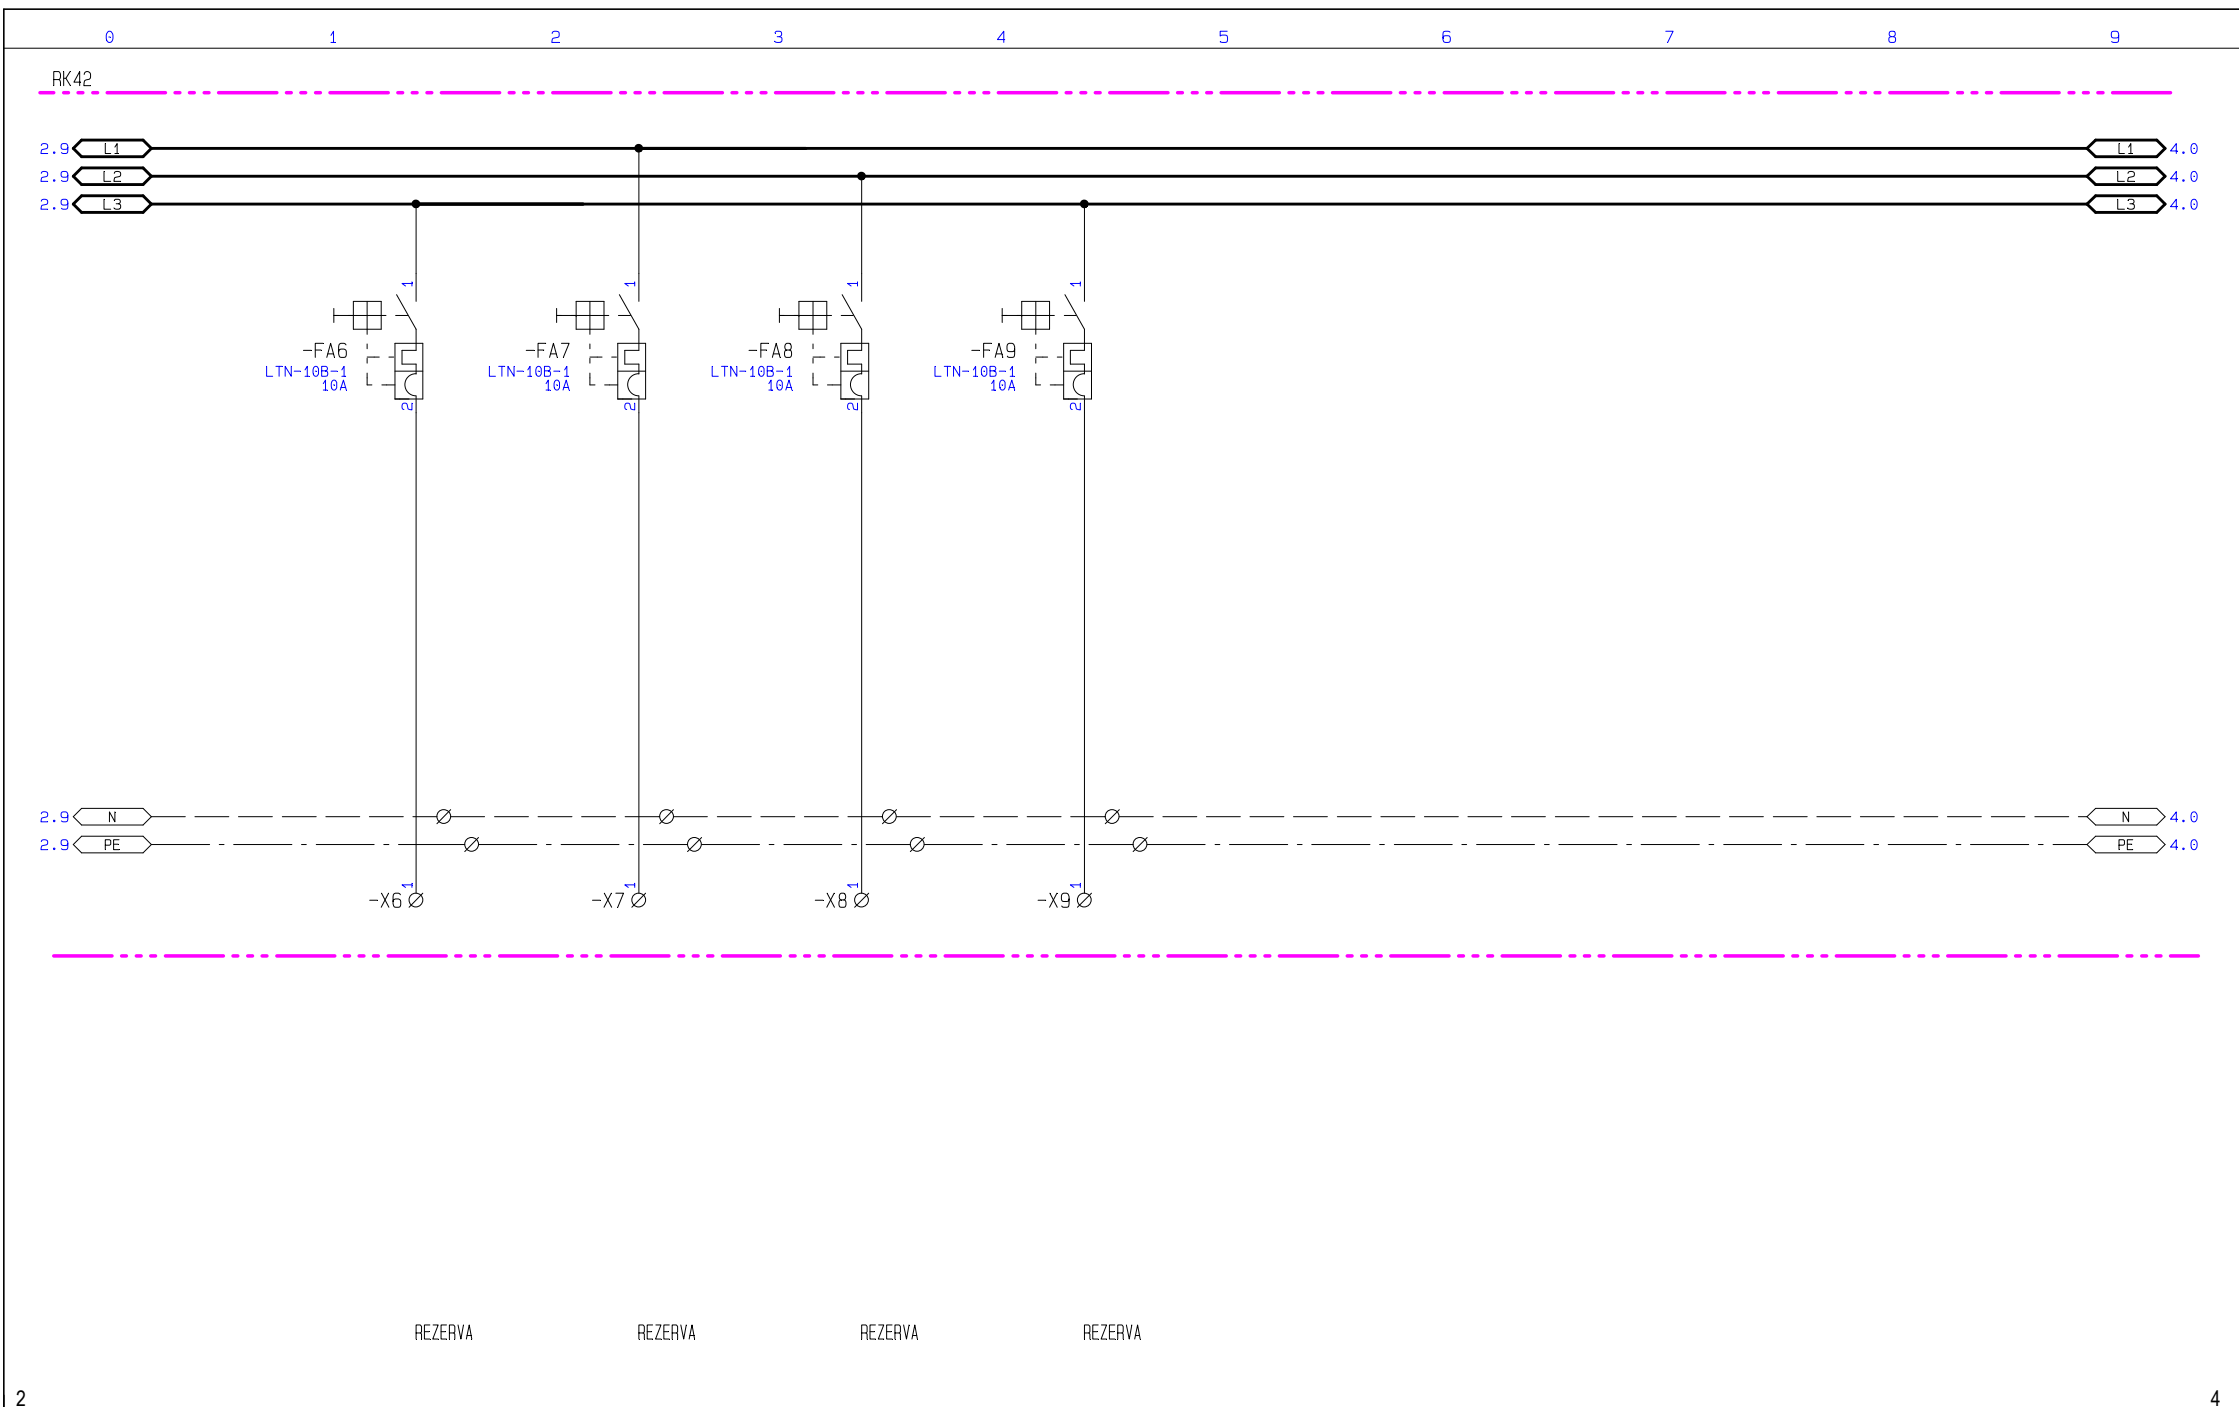 0 1 2 3 4 5 6 7 8 9
RK42
2.9 L1 L1 4.0
2.9 L2 L2 4.0
2.9 L3 L3 4.0
1 1 1 1
-FA6 -FA7 -FA8 -FA9
LTN-10B-1 LTN-10B-1 LTN-10B-1 LTN-10B-1
10A 10A 10A 10A
2 2 2 2
2.9 N N 4.0
2.9 PE PE 4.0
1 1 1 1
-X6 -X7 -X8 -X9
REZERVA REZERVA REZERVA REZERVA
2 4